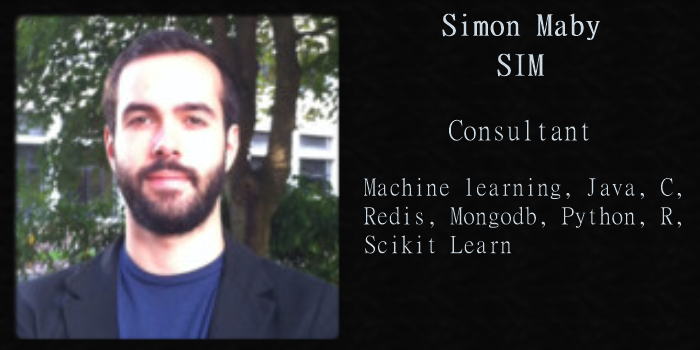 Simon Maby
SIM
Consultant
Machine learning, Java, C,
Redis, Mongodb, Python, R,
Scikit Learn